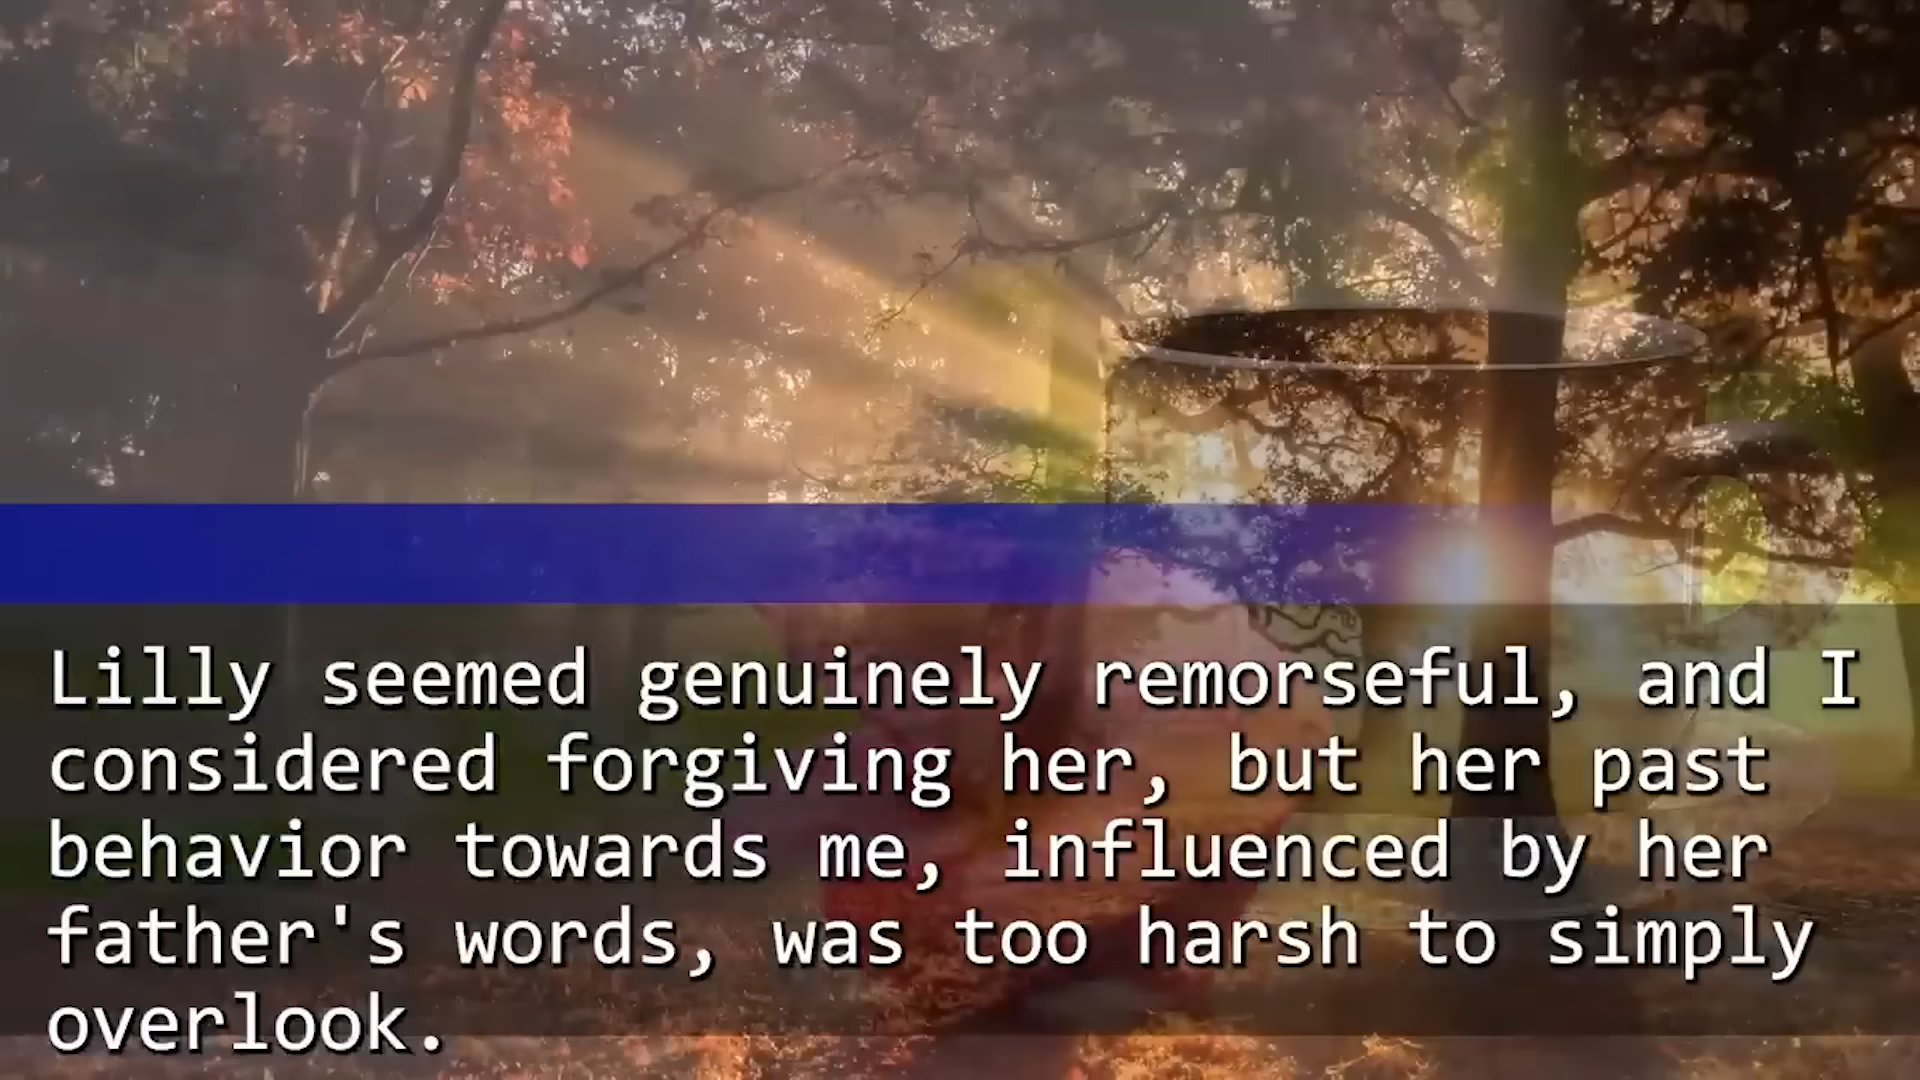 Lilly seemed genuinely remorseful, and I
considered forgiving her, but her past
behavior towards me, influenced by her
father's words, was too harsh to simply
overlook.